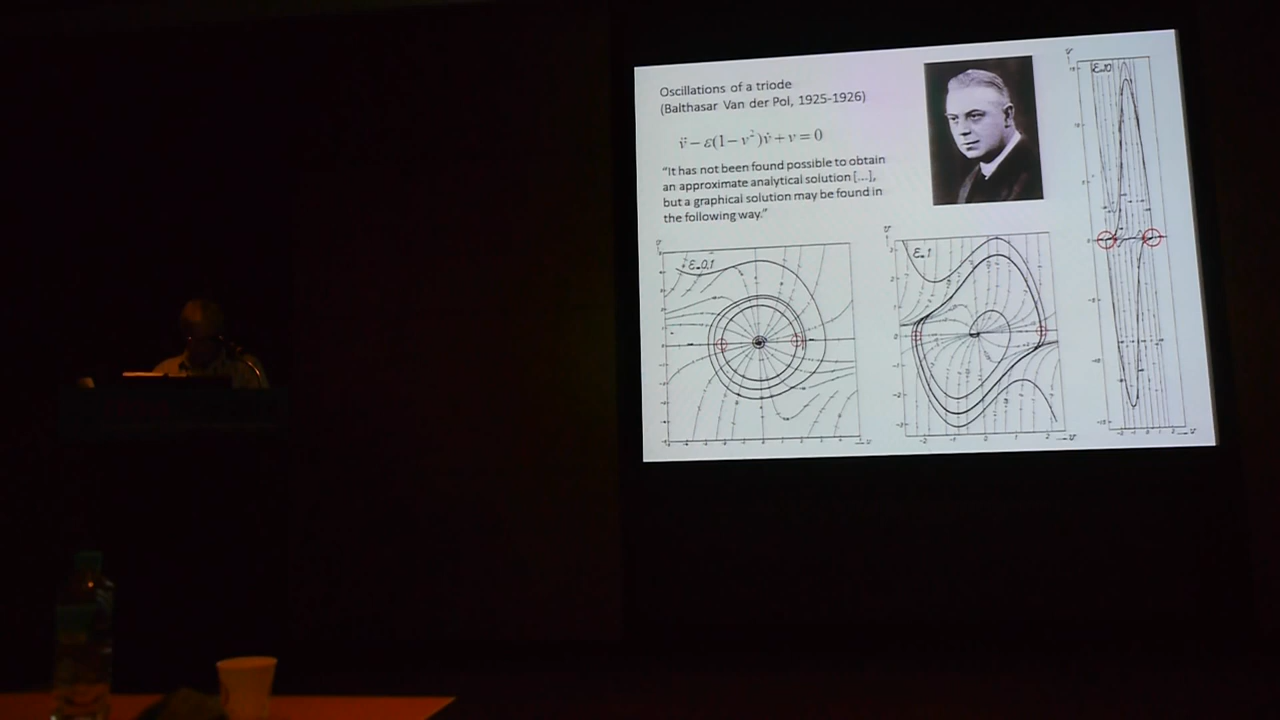 Oscillations of a triode
(Balthasar Van der Pol, 1925-1926)
v̈ − ε(1 − v²)v̇ + v = 0
“It has not been found possible to obtain
an approximate analytical solution [...],
but a graphical solution may be found in
the following way.”
ε=0,1
ε=1
ε=10